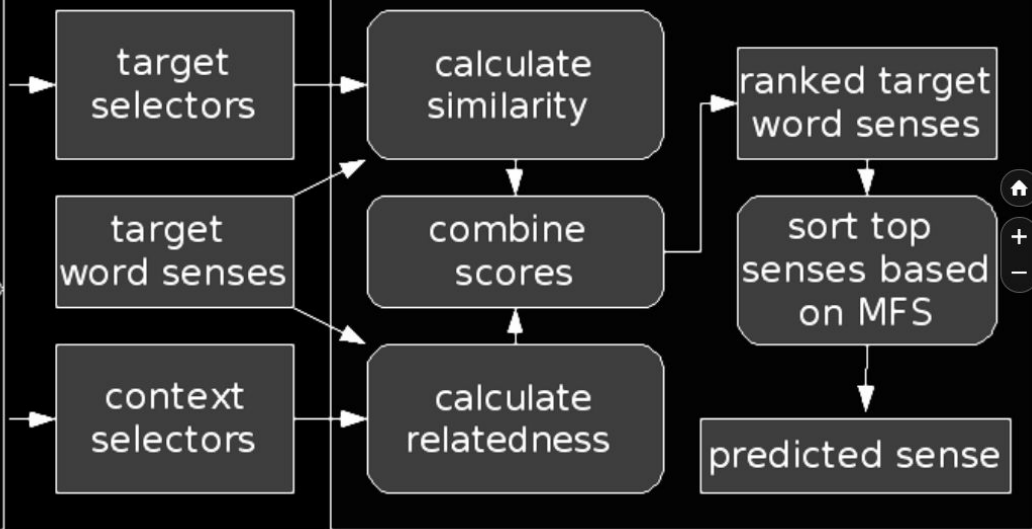 target
selectors
target
word senses
context
selectors
calculate
similarity
combine
scores
calculate
relatedness
ranked target
word senses
sort top
senses based
on MFS
predicted sense
+
−